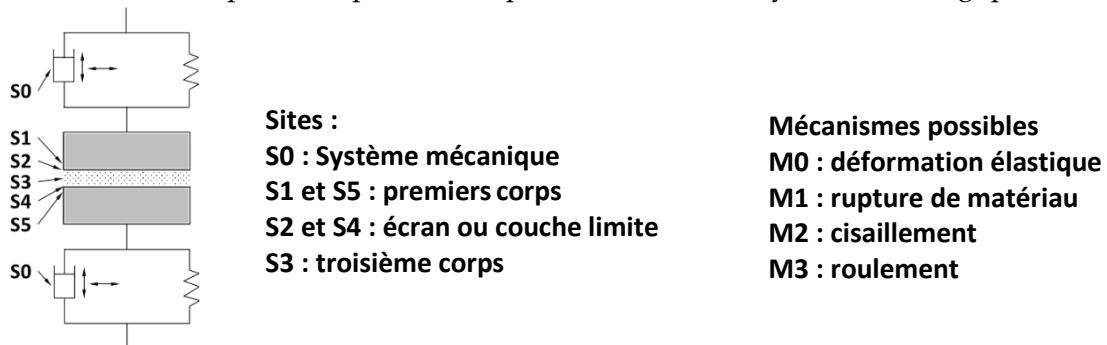 S0
S1
S2
S3
S4
S5
S0
Sites :
S0 : Système mécanique
S1 et S5 : premiers corps
S2 et S4 : écran ou couche limite
S3 : troisième corps
Mécanismes possibles
M0 : déformation élastique
M1 : rupture de matériau
M2 : cisaillement
M3 : roulement